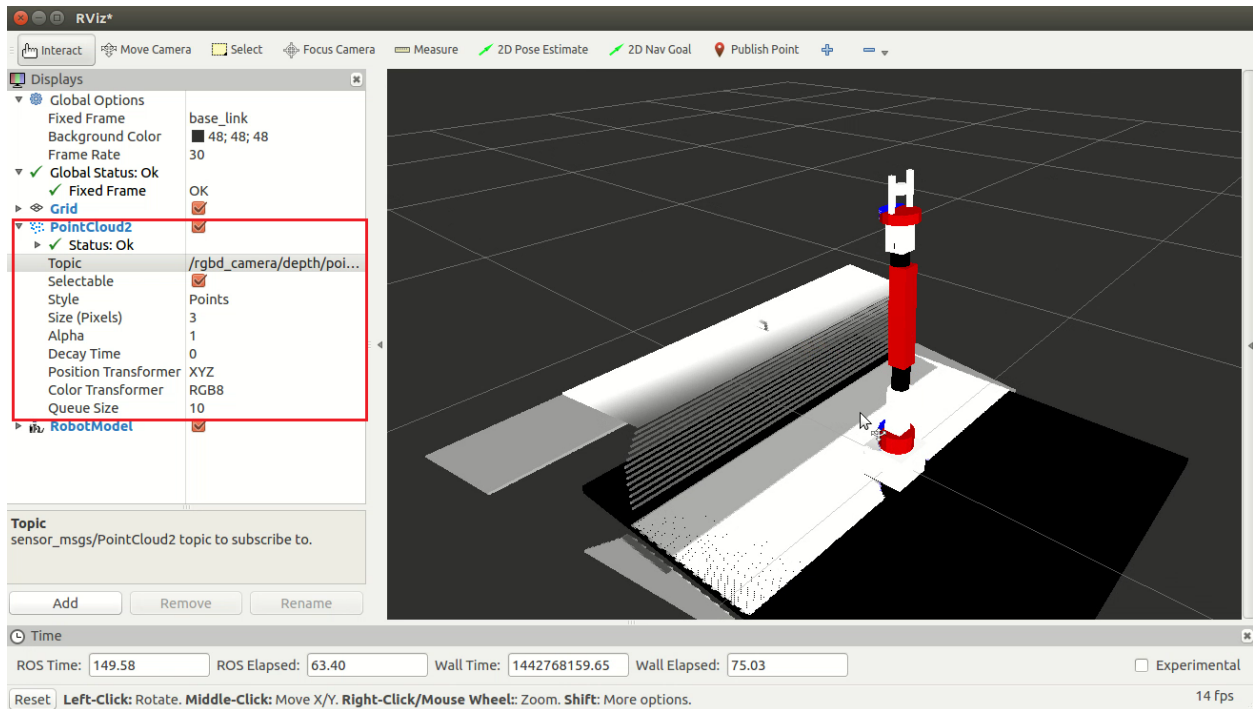 RViz*
Interact Move Camera Select Focus Camera Measure 2D Pose Estimate 2D Nav Goal Publish Point
Displays
Global Options
Fixed Frame base_link
Background Color 48; 48; 48
Frame Rate 30
Global Status: Ok
Fixed Frame OK
Grid
PointCloud2
Status: Ok
Topic /rgbd_camera/depth/poi...
Selectable
Style Points
Size (Pixels) 3
Alpha 1
Decay Time 0
Position Transformer XYZ
Color Transformer RGB8
Queue Size 10
RobotModel
Topic
sensor_msgs/PointCloud2 topic to subscribe to.
Add Remove Rename
Time
ROS Time: 149.58 ROS Elapsed: 63.40 Wall Time: 1442768159.65 Wall Elapsed: 75.03 Experimental
Reset Left-Click: Rotate. Middle-Click: Move X/Y. Right-Click/Mouse Wheel:: Zoom. Shift: More options. 14 fps